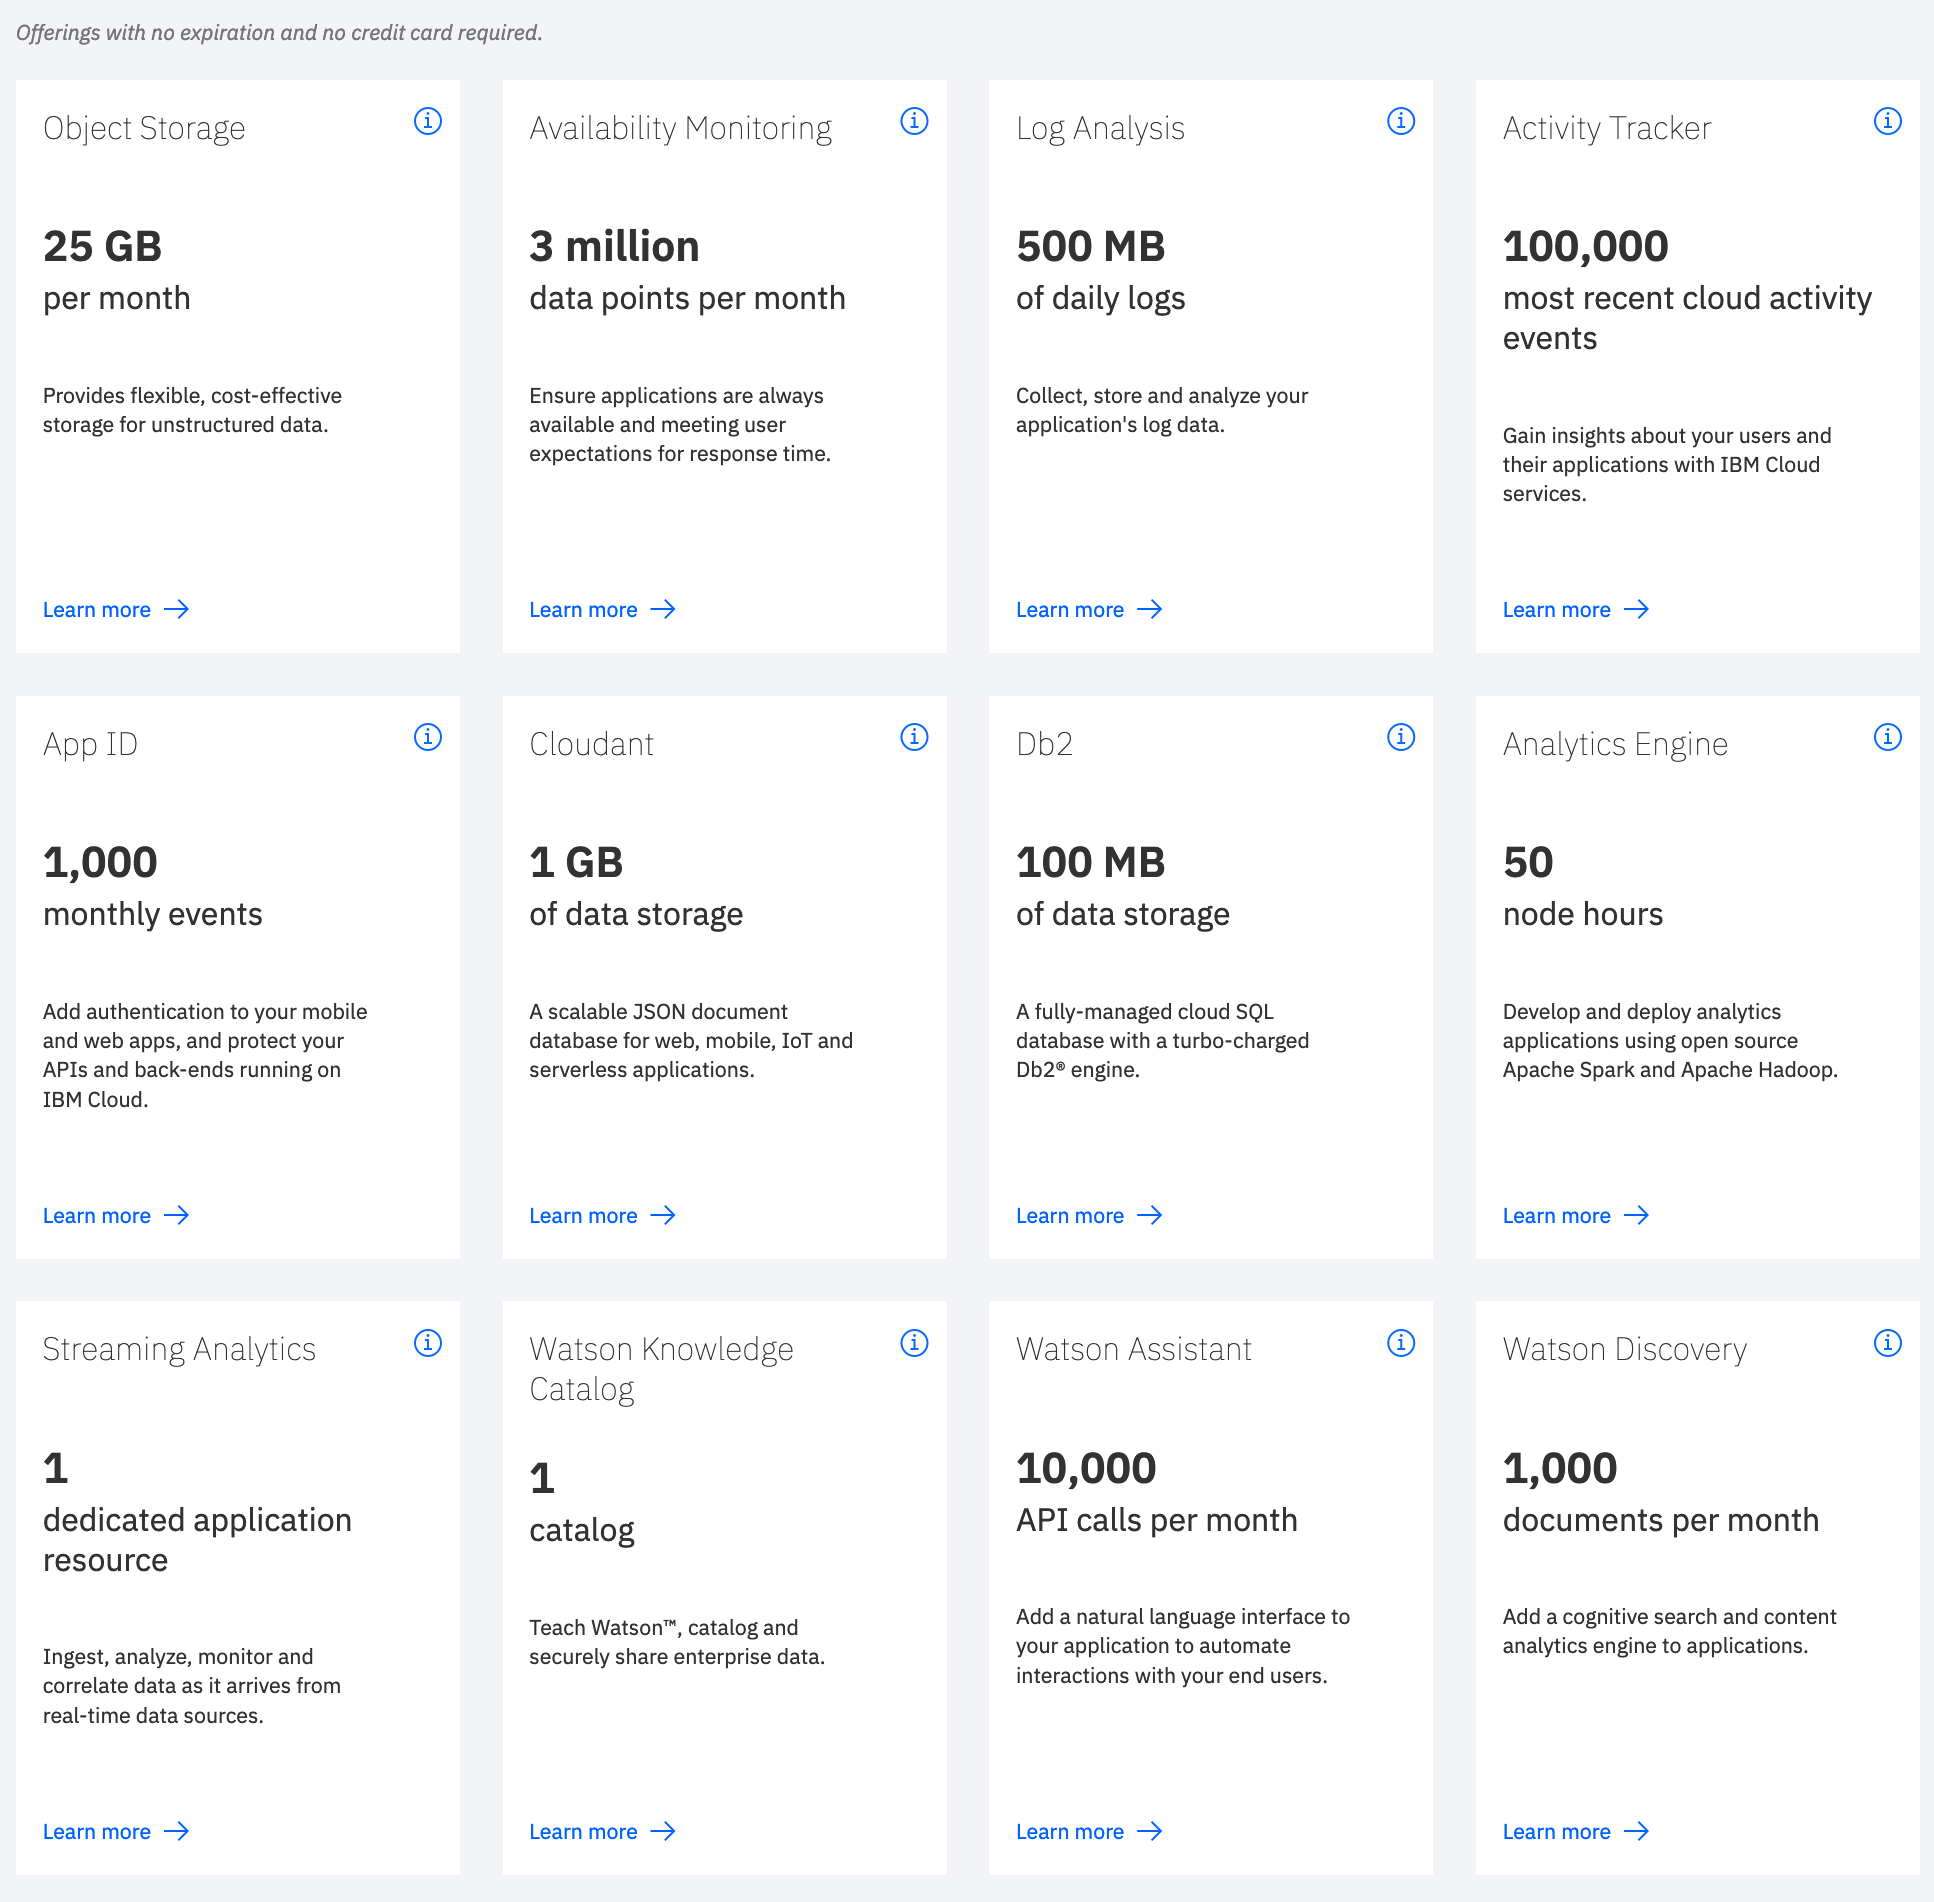 Offerings with no expiration and no credit card required.
Object Storage
25 GB
per month
Provides flexible, cost-effective
storage for unstructured data.
Learn more
Availability Monitoring
3 million
data points per month
Ensure applications are always
available and meeting user
expectations for response time.
Learn more
Log Analysis
500 MB
of daily logs
Collect, store and analyze your
application's log data.
Learn more
Activity Tracker
100,000
most recent cloud activity
events
Gain insights about your users and
their applications with IBM Cloud
services.
Learn more
App ID
1,000
monthly events
Add authentication to your mobile
and web apps, and protect your
APIs and back-ends running on
IBM Cloud.
Learn more
Cloudant
1 GB
of data storage
A scalable JSON document
database for web, mobile, IoT and
serverless applications.
Learn more
Db2
100 MB
of data storage
A fully-managed cloud SQL
database with a turbo-charged
Db2® engine.
Learn more
Analytics Engine
50
node hours
Develop and deploy analytics
applications using open source
Apache Spark and Apache Hadoop.
Learn more
Streaming Analytics
1
dedicated application
resource
Ingest, analyze, monitor and
correlate data as it arrives from
real-time data sources.
Learn more
Watson Knowledge
Catalog
1
catalog
Teach Watson™, catalog and
securely share enterprise data.
Learn more
Watson Assistant
10,000
API calls per month
Add a natural language interface to
your application to automate
interactions with your end users.
Learn more
Watson Discovery
1,000
documents per month
Add a cognitive search and content
analytics engine to applications.
Learn more